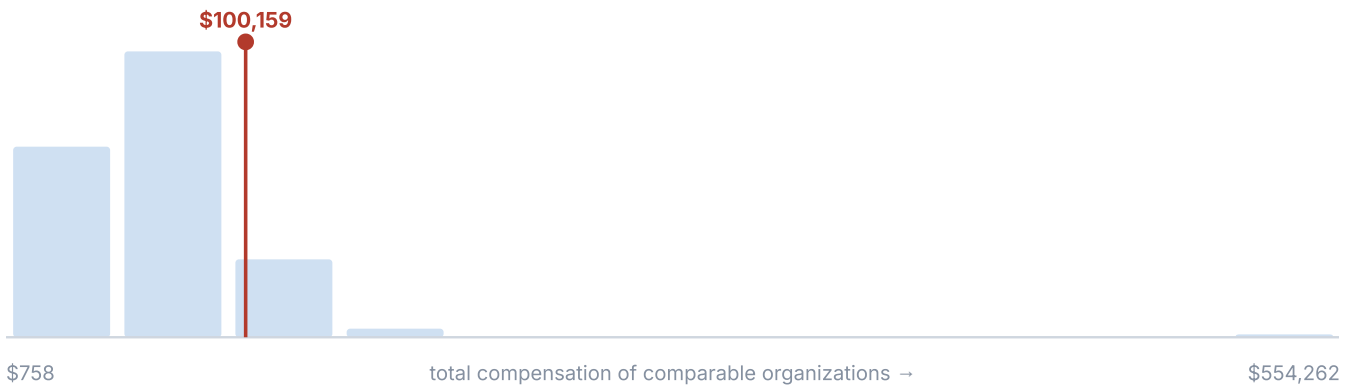 $100,159
$758
total compensation of comparable organizations →
$554,262